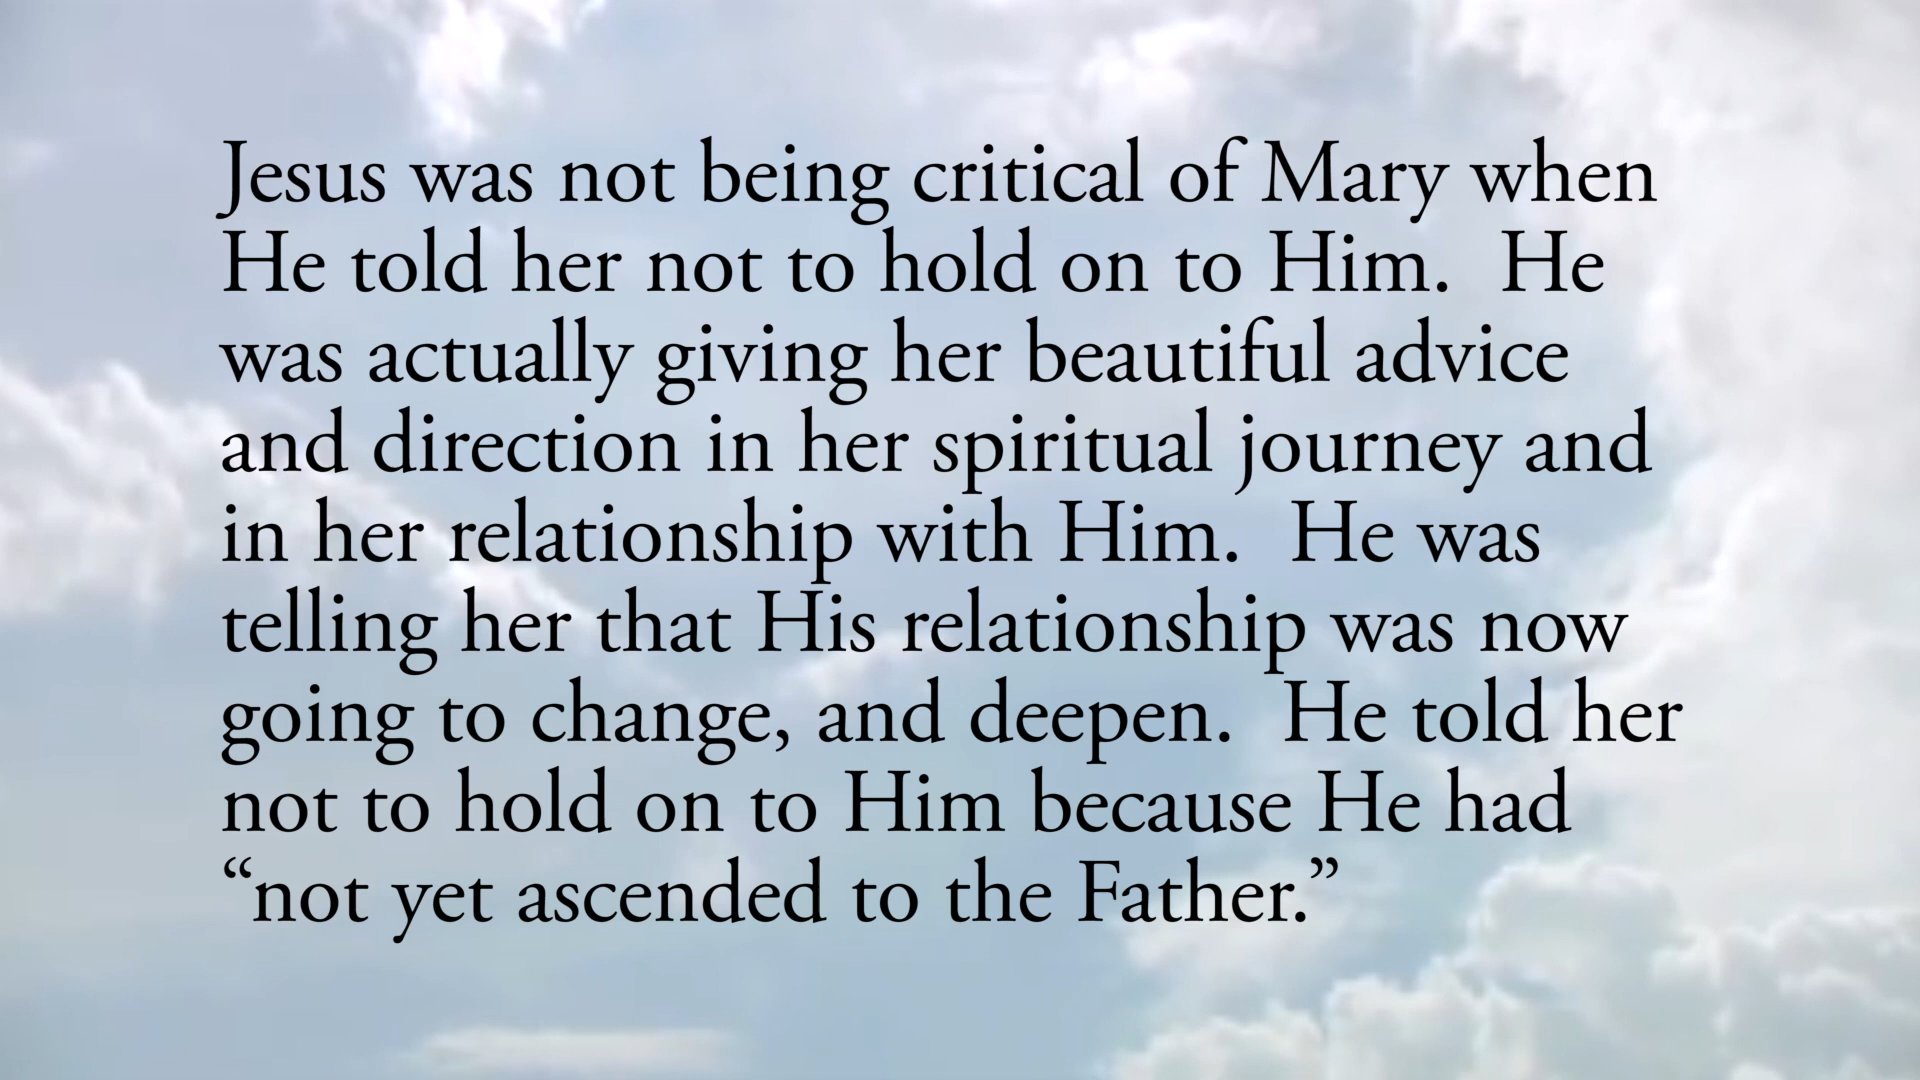 Jesus was not being critical of Mary when
He told her not to hold on to Him.  He
was actually giving her beautiful advice
and direction in her spiritual journey and
in her relationship with Him.  He was
telling her that His relationship was now
going to change, and deepen.  He told her
not to hold on to Him because He had
“not yet ascended to the Father.”